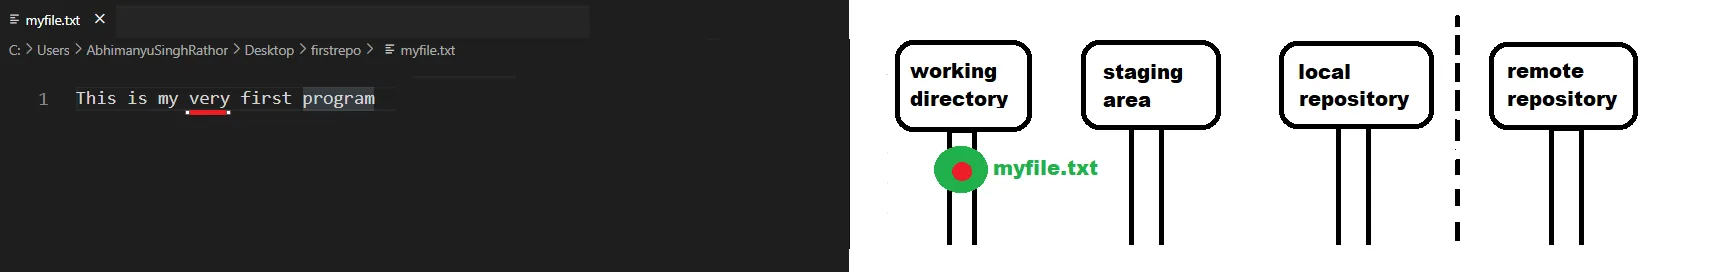 myfile.txt ×
C: > Users > AbhimanyuSinghRathor > Desktop > firstrepo > myfile.txt
1 This is my very first program
working
directory
staging
area
local
repository
remote
repository
myfile.txt